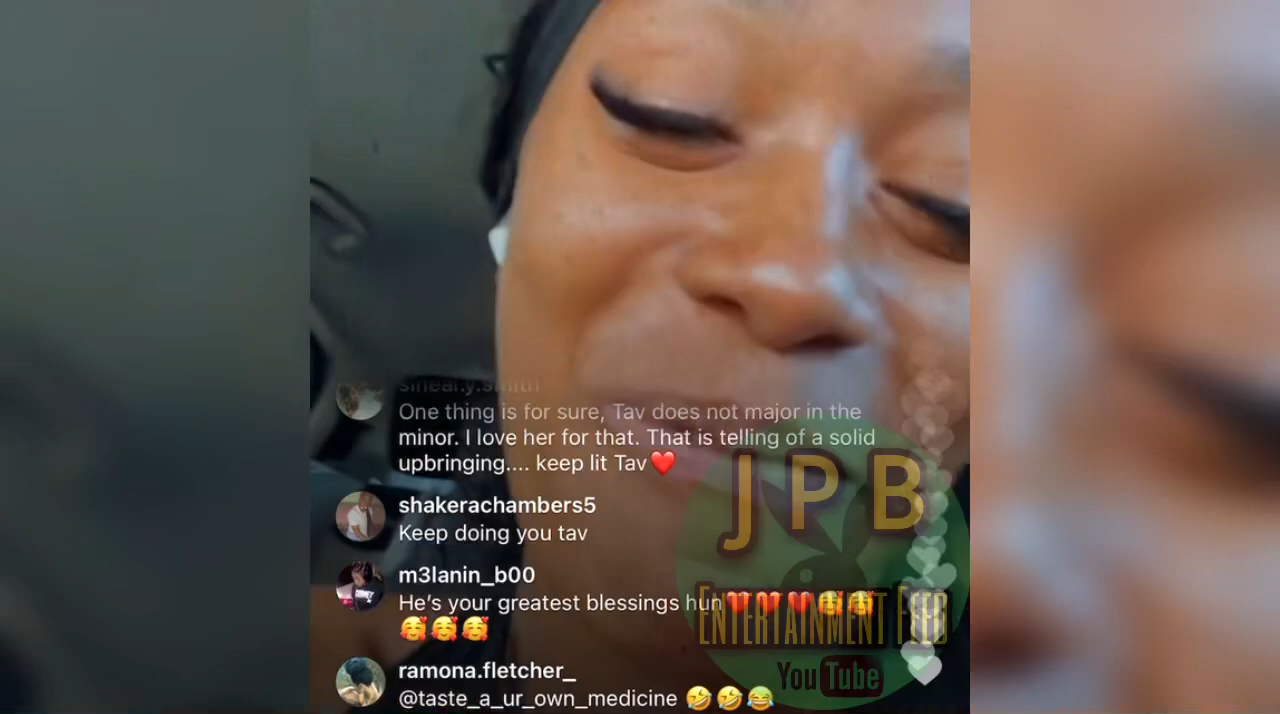 sineal.y.smith
One thing is for sure, Tav does not major in the
minor. I love her for that. That is telling of a solid
upbringing.... keep lit Tav❤️
shakerachambers5
Keep doing you tav
m3lanin_b00
He's your greatest blessings hun❤️❤️❤️🥰🥰
🥰🥰🥰
ramona.fletcher_
@taste_a_ur_own_medicine 🤣🤣😂
JPB
ENTERTAINMENT FEED
YouTube